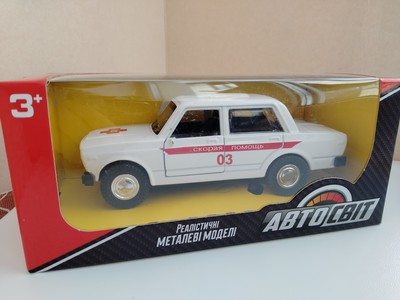 3+
скорая помощь
03
РЕАЛІСТИЧНІ
МЕТАЛЕВІ МОДЕЛІ
АВТОСВІТ